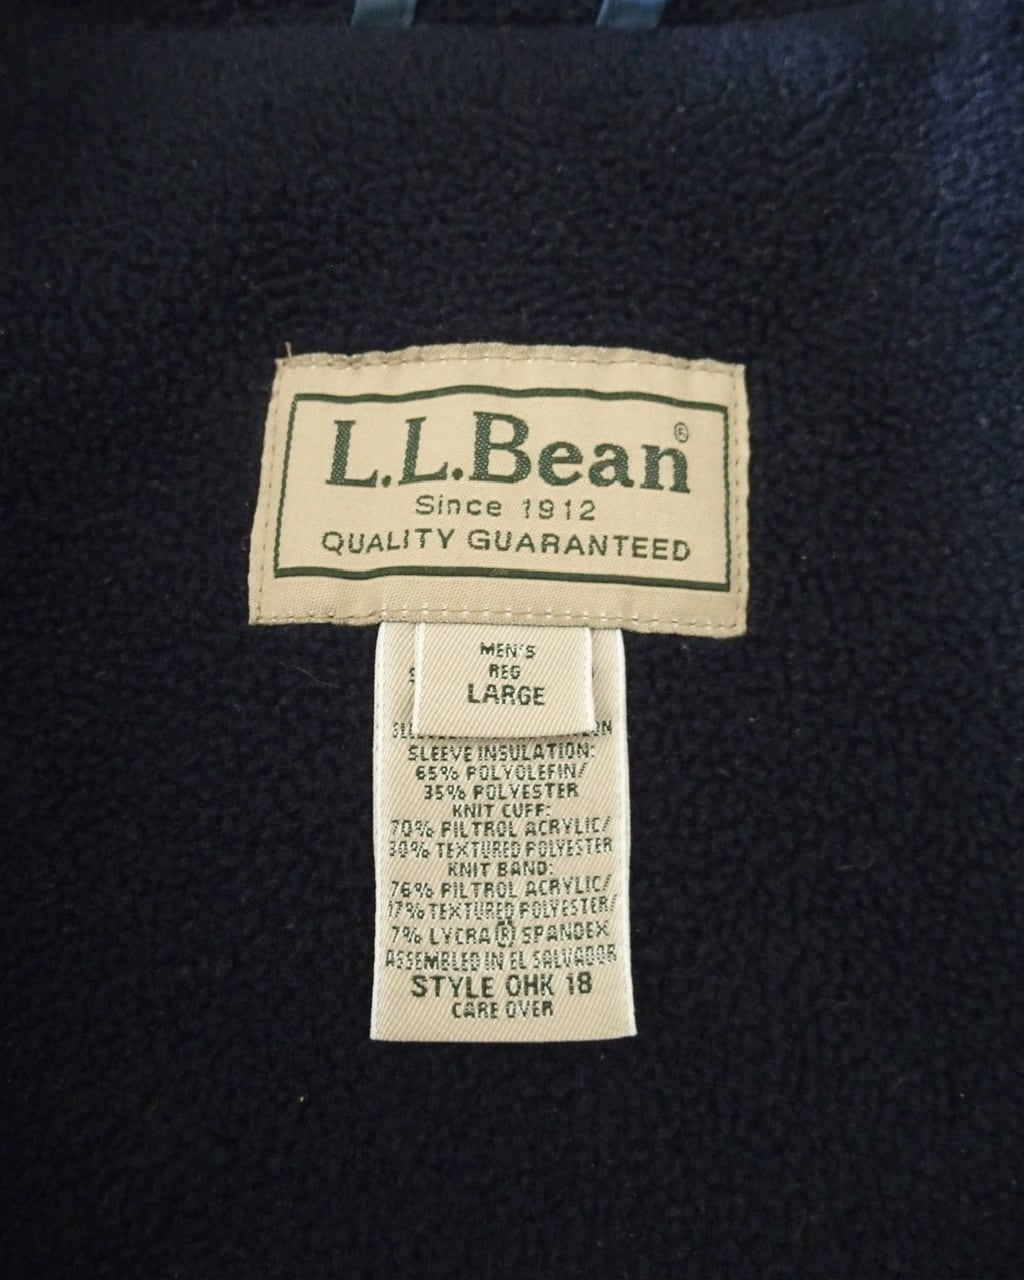 L.L.Bean®
Since 1912
QUALITY GUARANTEED
MEN'S
REG
LARGE
SLEEVE INSULATION:
65% POLYOLEFIN/
35% POLYESTER
KNIT CUFF:
70% PILTROL ACRYLIC/
30% TEXTURED POLYESTER
KNIT BAND:
76% PILTROL ACRYLIC/
17% TEXTURED POLYESTER/
7% LYCRA® SPANDEX
ASSEMBLED IN EL SALVADOR
STYLE OHK 18
CARE OVER